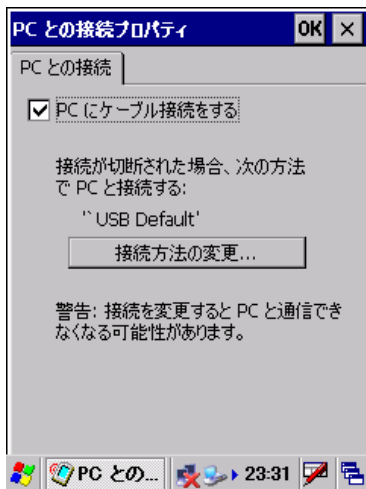 PC との接続プロパティ OK ×
PC との接続
PC にケーブル接続をする
接続が切断された場合、次の方法
で PC と接続する:
'`USB Default'
接続方法の変更...
警告: 接続を変更すると PC と通信でき
なくなる可能性があります。
PC との... 23:31